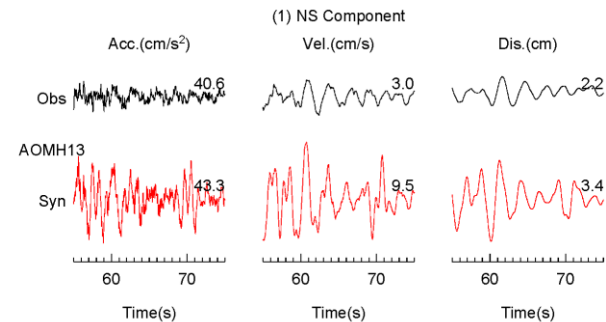 (1) NS Component
Acc.(cm/s²) Vel.(cm/s) Dis.(cm)
Obs 40.6 3.0 2.2
AOMH13
Syn 43.3 9.5 3.4
60 70 60 70 60 70
Time(s) Time(s) Time(s)